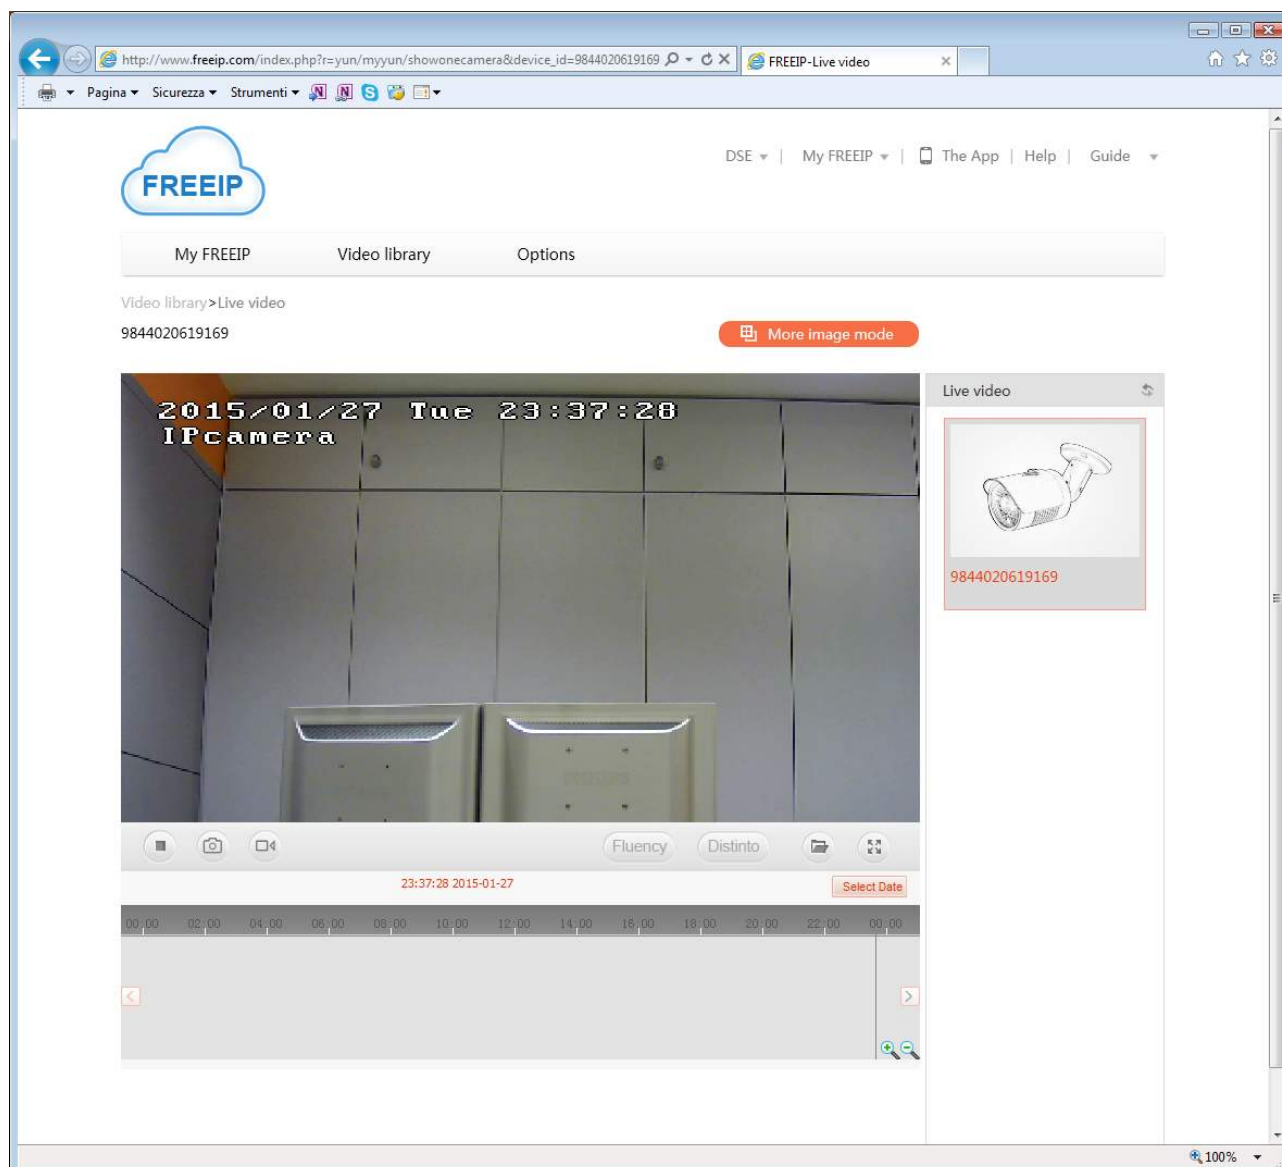 http://www.freeip.com/index.php?r=yun/myyun/showonecamera&device_id=9844020619169
FREEIP-Live video
Pagina Sicurezza Strumenti
FREEIP
DSE | My FREEIP | The App | Help | Guide
My FREEIP Video library Options
Video library>Live video
9844020619169
More image mode
2015/01/27 Tue 23:37:28
IPcamera
Live video
9844020619169
Fluency Distinto
23:37:28 2015-01-27
Select Date
00:00 02:00 04:00 06:00 08:00 10:00 12:00 14:00 16:00 18:00 20:00 22:00 00:00
100%